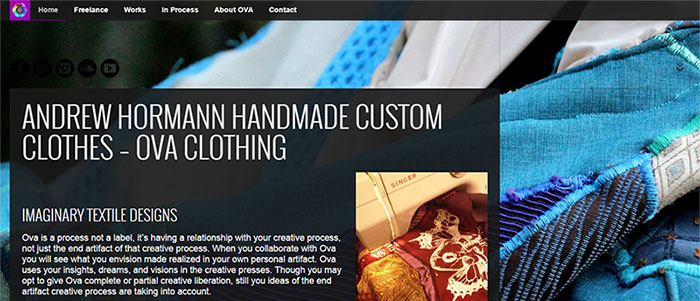 Home Freelance Works In Process About OVA Contact
ANDREW HORMANN HANDMADE CUSTOM
CLOTHES – OVA CLOTHING
SINGER
IMAGINARY TEXTILE DESIGNS
Ova is a process not a label, it's having a relationship with your creative process,
not just the end artifact of that creative process. When you collaborate with Ova
you will see what you envision made realized in your own personal artifact. Ova
uses your insights, dreams, and visions in the creative presses. Though you may
opt to give Ova complete or partial creative liberation, still you ideas of the end
artifact creative process are taking into account.